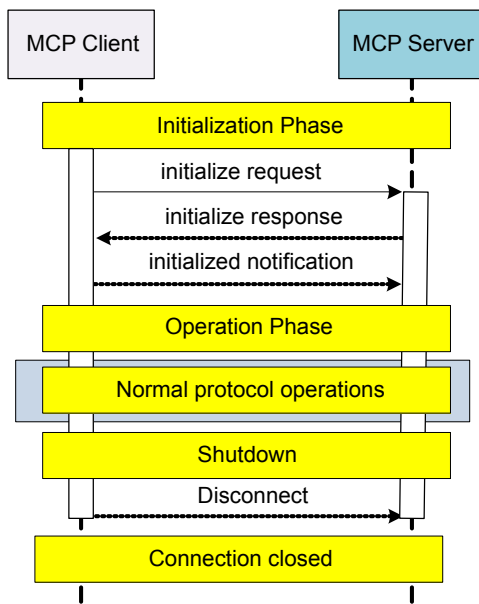 MCP Client
MCP Server
Initialization Phase
initialize request
initialize response
initialized notification
Operation Phase
Normal protocol operations
Shutdown
Disconnect
Connection closed